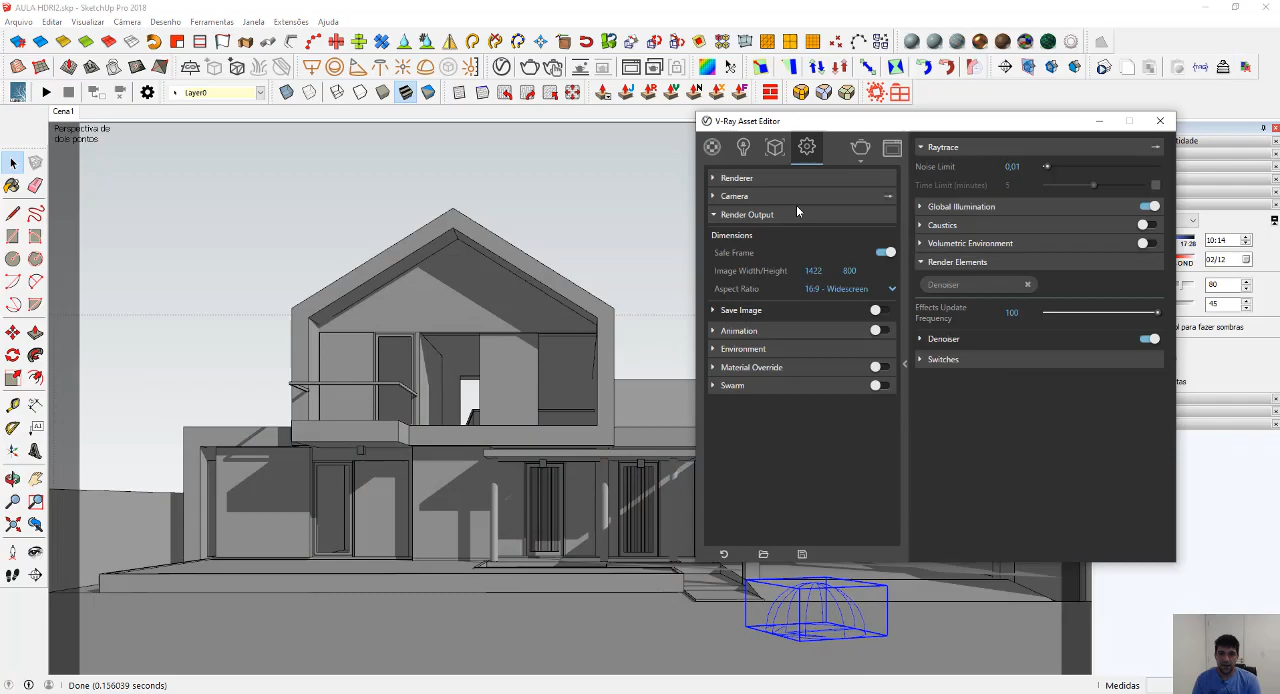 AULA HDRI2.skp - SketchUp Pro 2018
Arquivo Editar Visualizar Câmera Desenho Ferramentas Janela Extensões Ajuda
Layer0
Cena1
Perspectiva de
dois pontos
V-Ray Asset Editor
Renderer
Camera
Render Output
Dimensions
Safe Frame
Image Width/Height 1422 800
Aspect Ratio 16:9 - Widescreen
Save Image
Animation
Environment
Material Override
Swarm
Raytrace
Noise Limit 0,01
Time Limit (minutes) 5
Global Illumination
Caustics
Volumetric Environment
Render Elements
Denoiser
Effects Update
Frequency 100
Denoiser
Switches
17:28 10:14
02/12
80
45
Done (0.156039 seconds)
Medidas